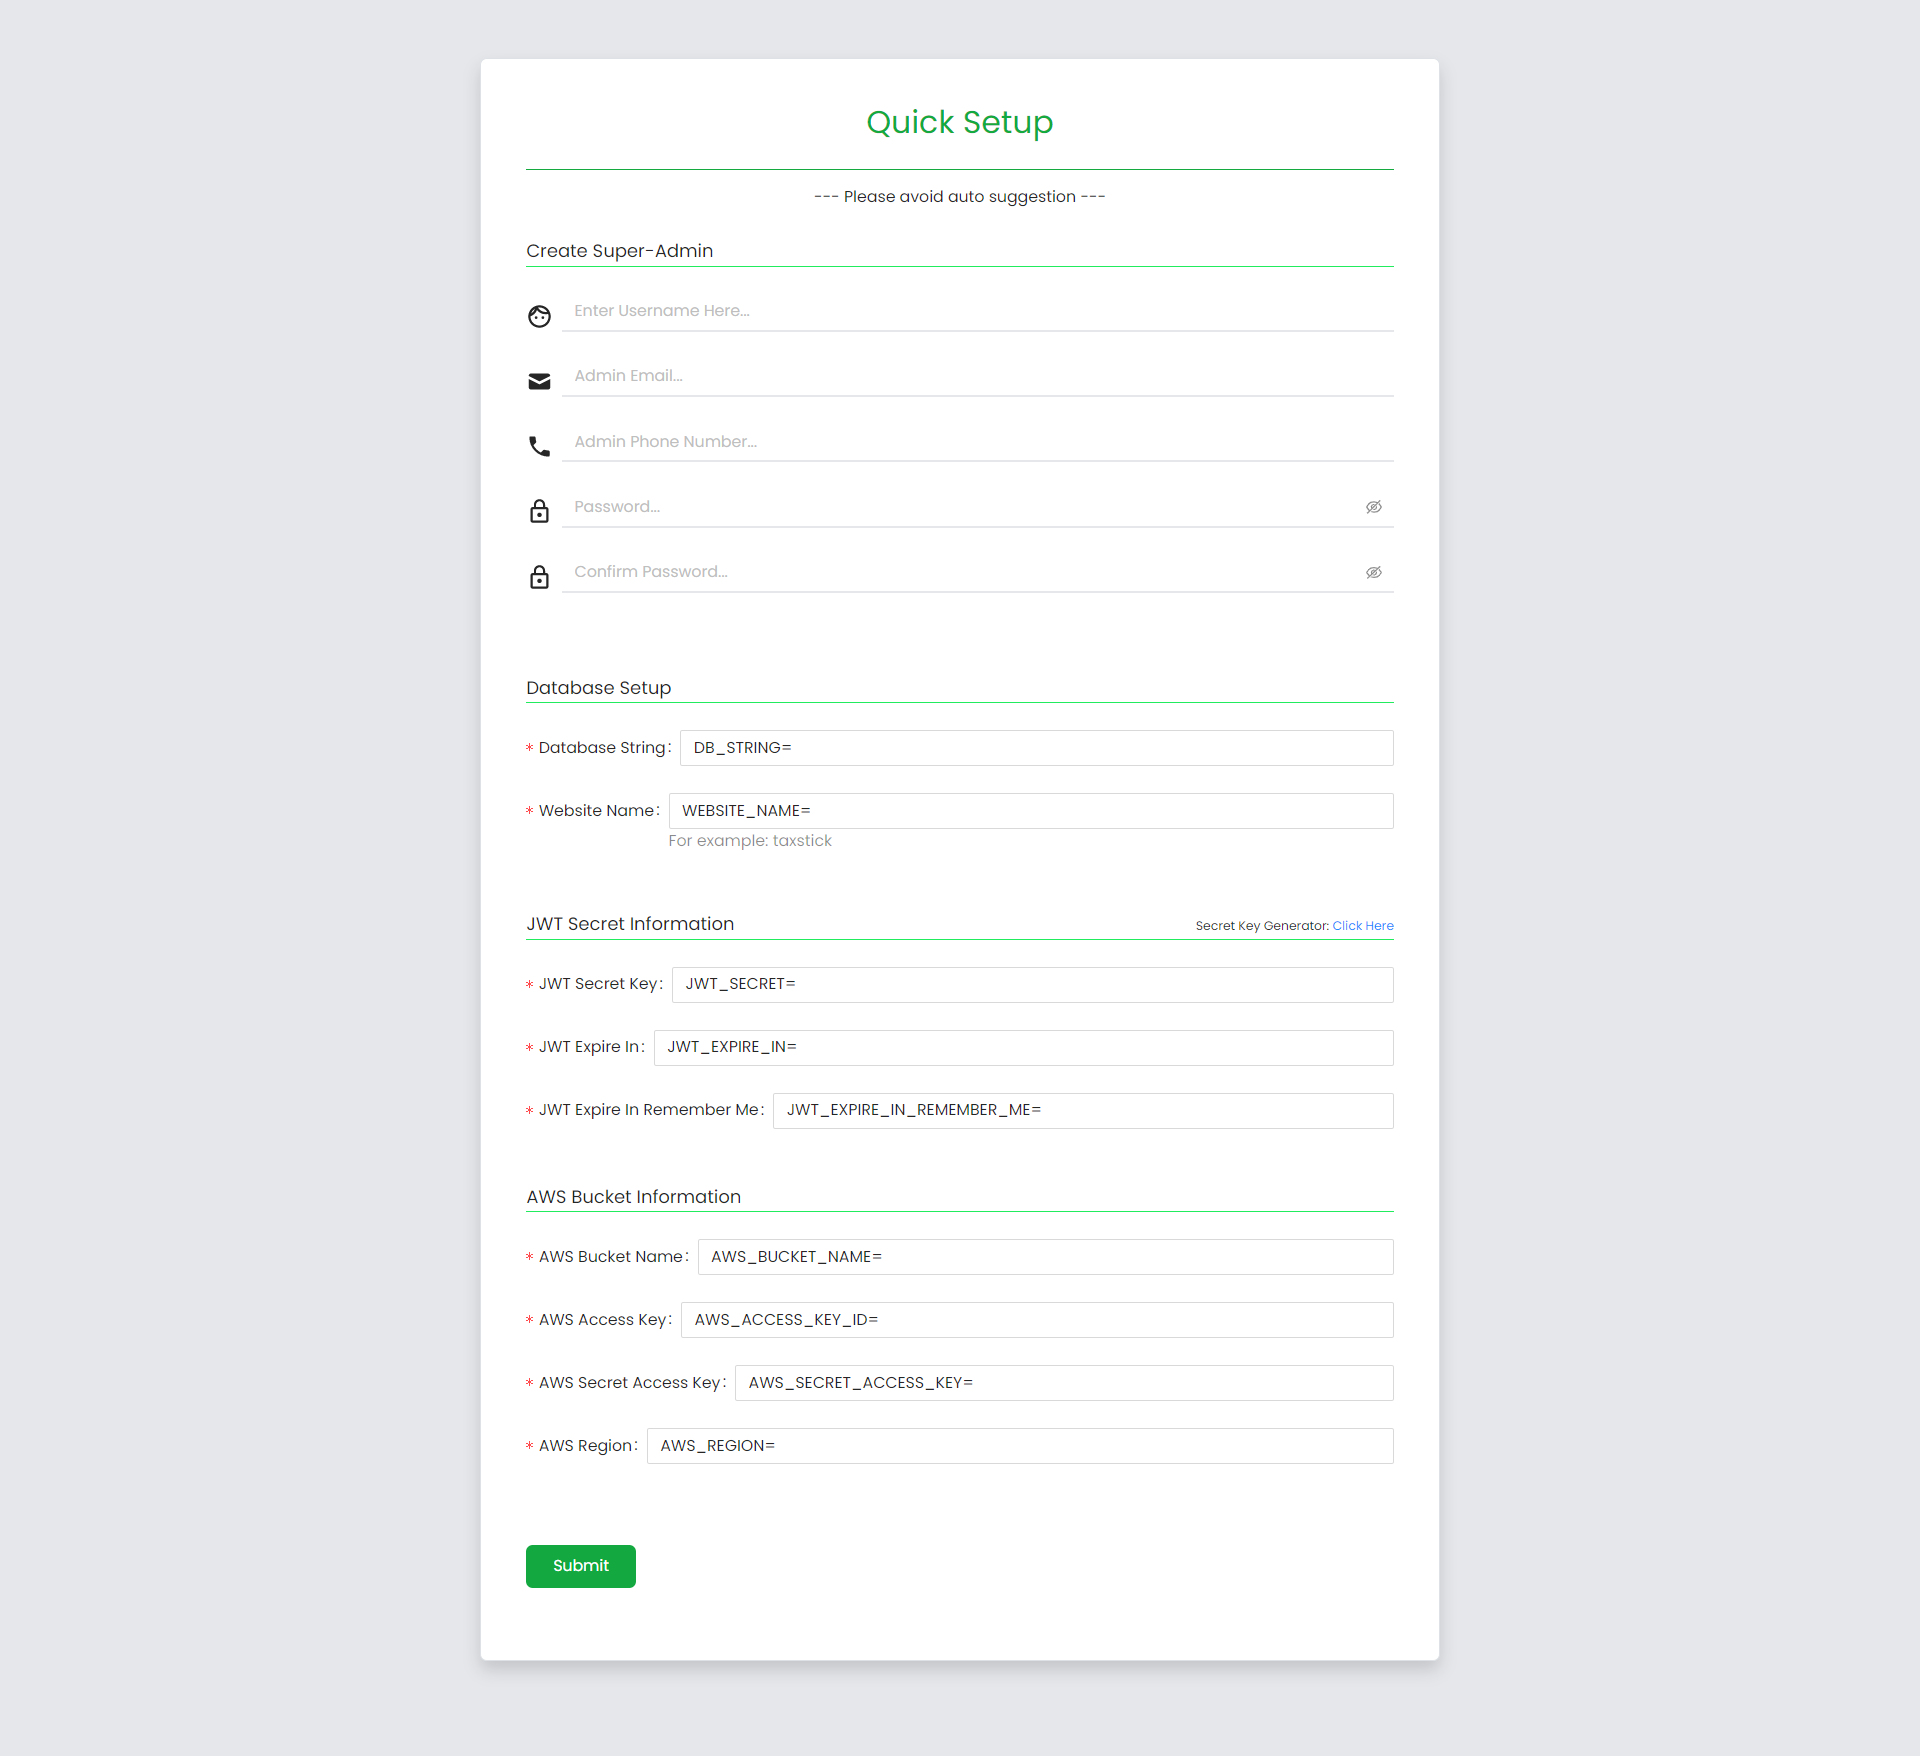 Quick Setup
--- Please avoid auto suggestion ---
Create Super-Admin
Enter Username Here...
Admin Email...
Admin Phone Number...
Password...
Confirm Password...
Database Setup
* Database String: DB_STRING=
* Website Name: WEBSITE_NAME=
For example: taxstick
JWT Secret Information Secret Key Generator: Click Here
* JWT Secret Key: JWT_SECRET=
* JWT Expire In: JWT_EXPIRE_IN=
* JWT Expire In Remember Me: JWT_EXPIRE_IN_REMEMBER_ME=
AWS Bucket Information
* AWS Bucket Name: AWS_BUCKET_NAME=
* AWS Access Key: AWS_ACCESS_KEY_ID=
* AWS Secret Access Key: AWS_SECRET_ACCESS_KEY=
* AWS Region: AWS_REGION=
Submit